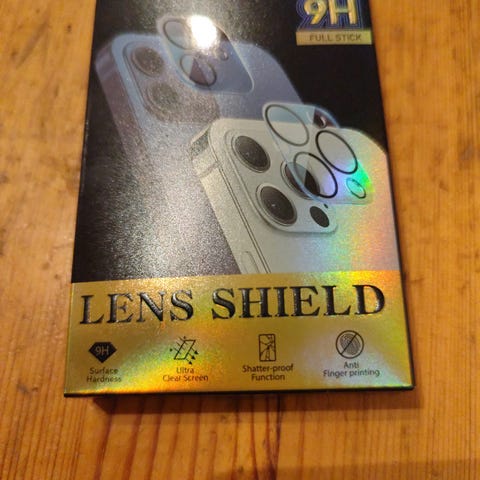 9H
FULL STICK
LENS SHIELD
9H
Surface
Hardness
Ultra
Clear Screen
Shatter-proof
Function
Anti
Finger printing